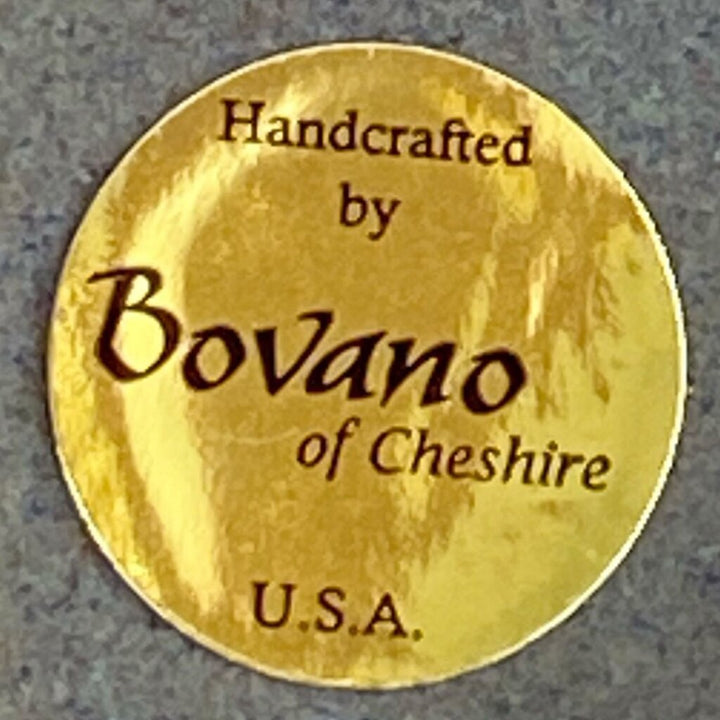 Handcrafted
by
Bovano
of Cheshire
U.S.A.